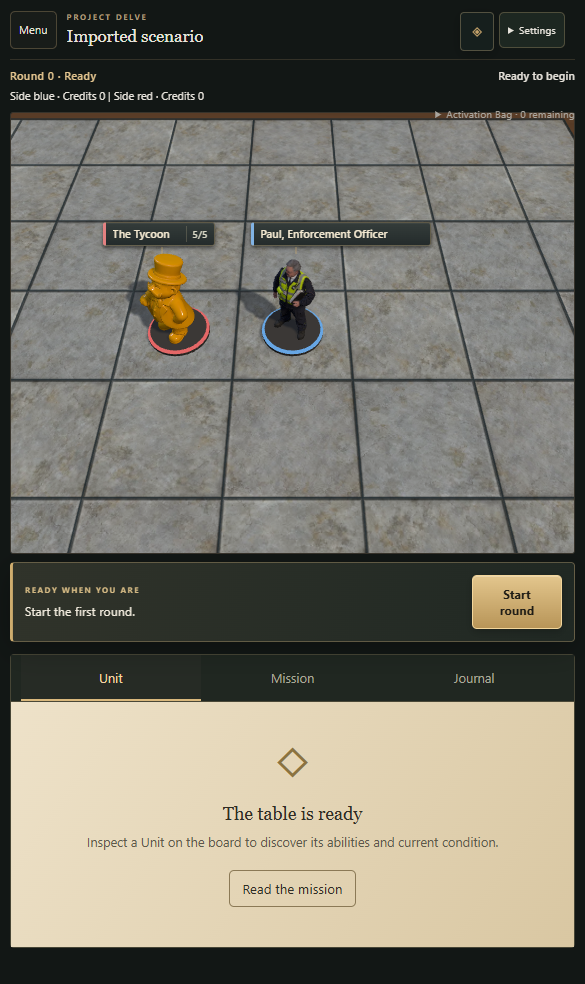 Menu
PROJECT DELVE
Imported scenario
Settings
Round 0 · Ready
Ready to begin
Side blue · Credits 0 | Side red · Credits 0
Activation Bag · 0 remaining
The Tycoon 5/5
Paul, Enforcement Officer
READY WHEN YOU ARE
Start the first round.
Start
round
Unit
Mission
Journal
The table is ready
Inspect a Unit on the board to discover its abilities and current condition.
Read the mission